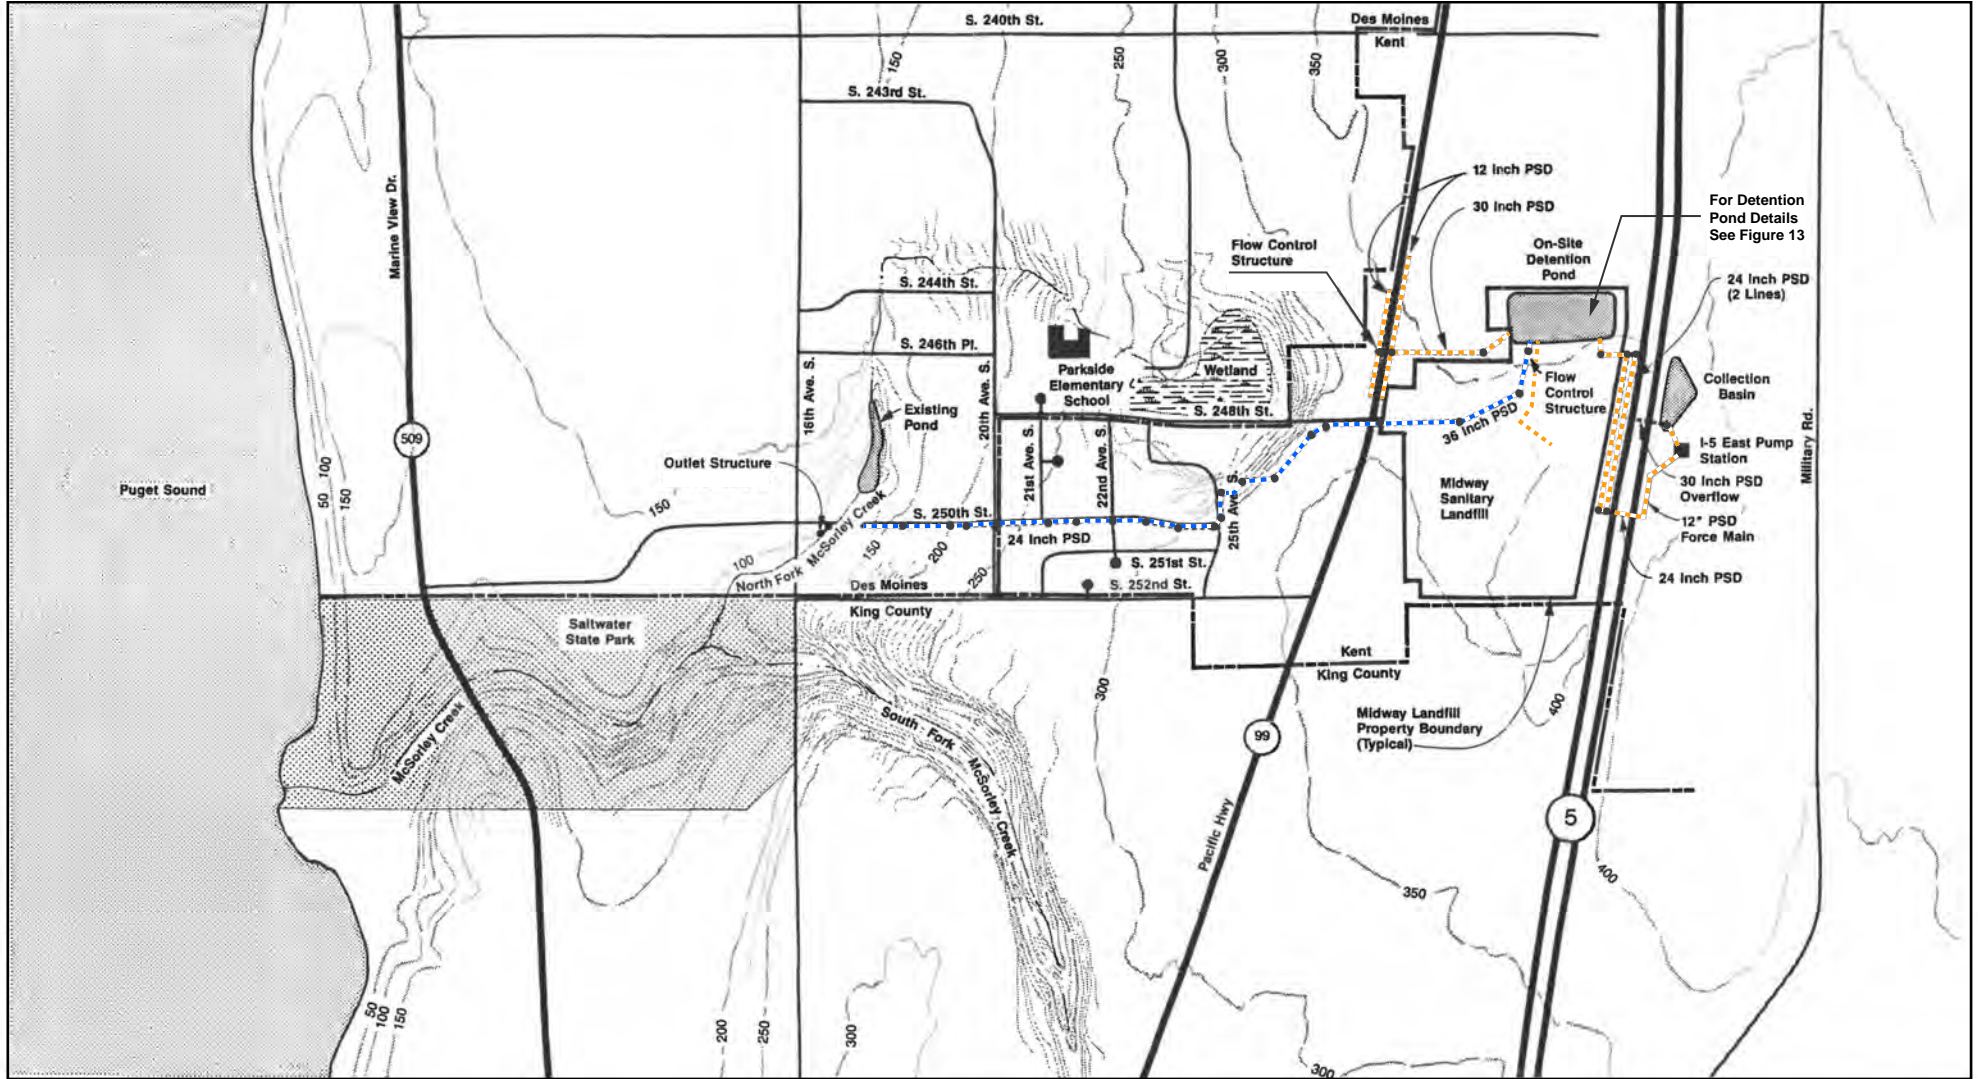 S. 240th St.
Des Moines
Kent
150
250
300
350
S. 243rd St.
Marine View Dr.
12 Inch PSD
30 Inch PSD
For Detention
Pond Details
See Figure 13
Flow Control
Structure
On-Site
Detention
Pond
24 Inch PSD
(2 Lines)
S. 244th St.
S. 246th Pl.
16th Ave. S.
20th Ave. S.
Parkside
Elementary
School
Wetland
S. 248th St.
Flow
Control
Structure
Collection
Basin
Military Rd.
Existing
Pond
21st Ave. S.
22nd Ave. S.
25th Ave. S.
36 Inch PSD
509
Outlet Structure
I-5 East Pump
Station
Puget Sound
50
100
150
150
Midway
Sanitary
Landfill
30 Inch PSD
Overflow
12" PSD
Force Main
S. 250th St.
24 Inch PSD
100
North Fork McSorley Creek
150
200
250
S. 251st St.
S. 252nd St.
24 Inch PSD
Des Moines
King County
Saltwater
State Park
Kent
King County
300
400
McSorley Creek
South Fork
McSorley Creek
99
Midway Landfill
Property Boundary
(Typical)
5
Pacific Hwy
400
350
50
100
150
200
250
300
300